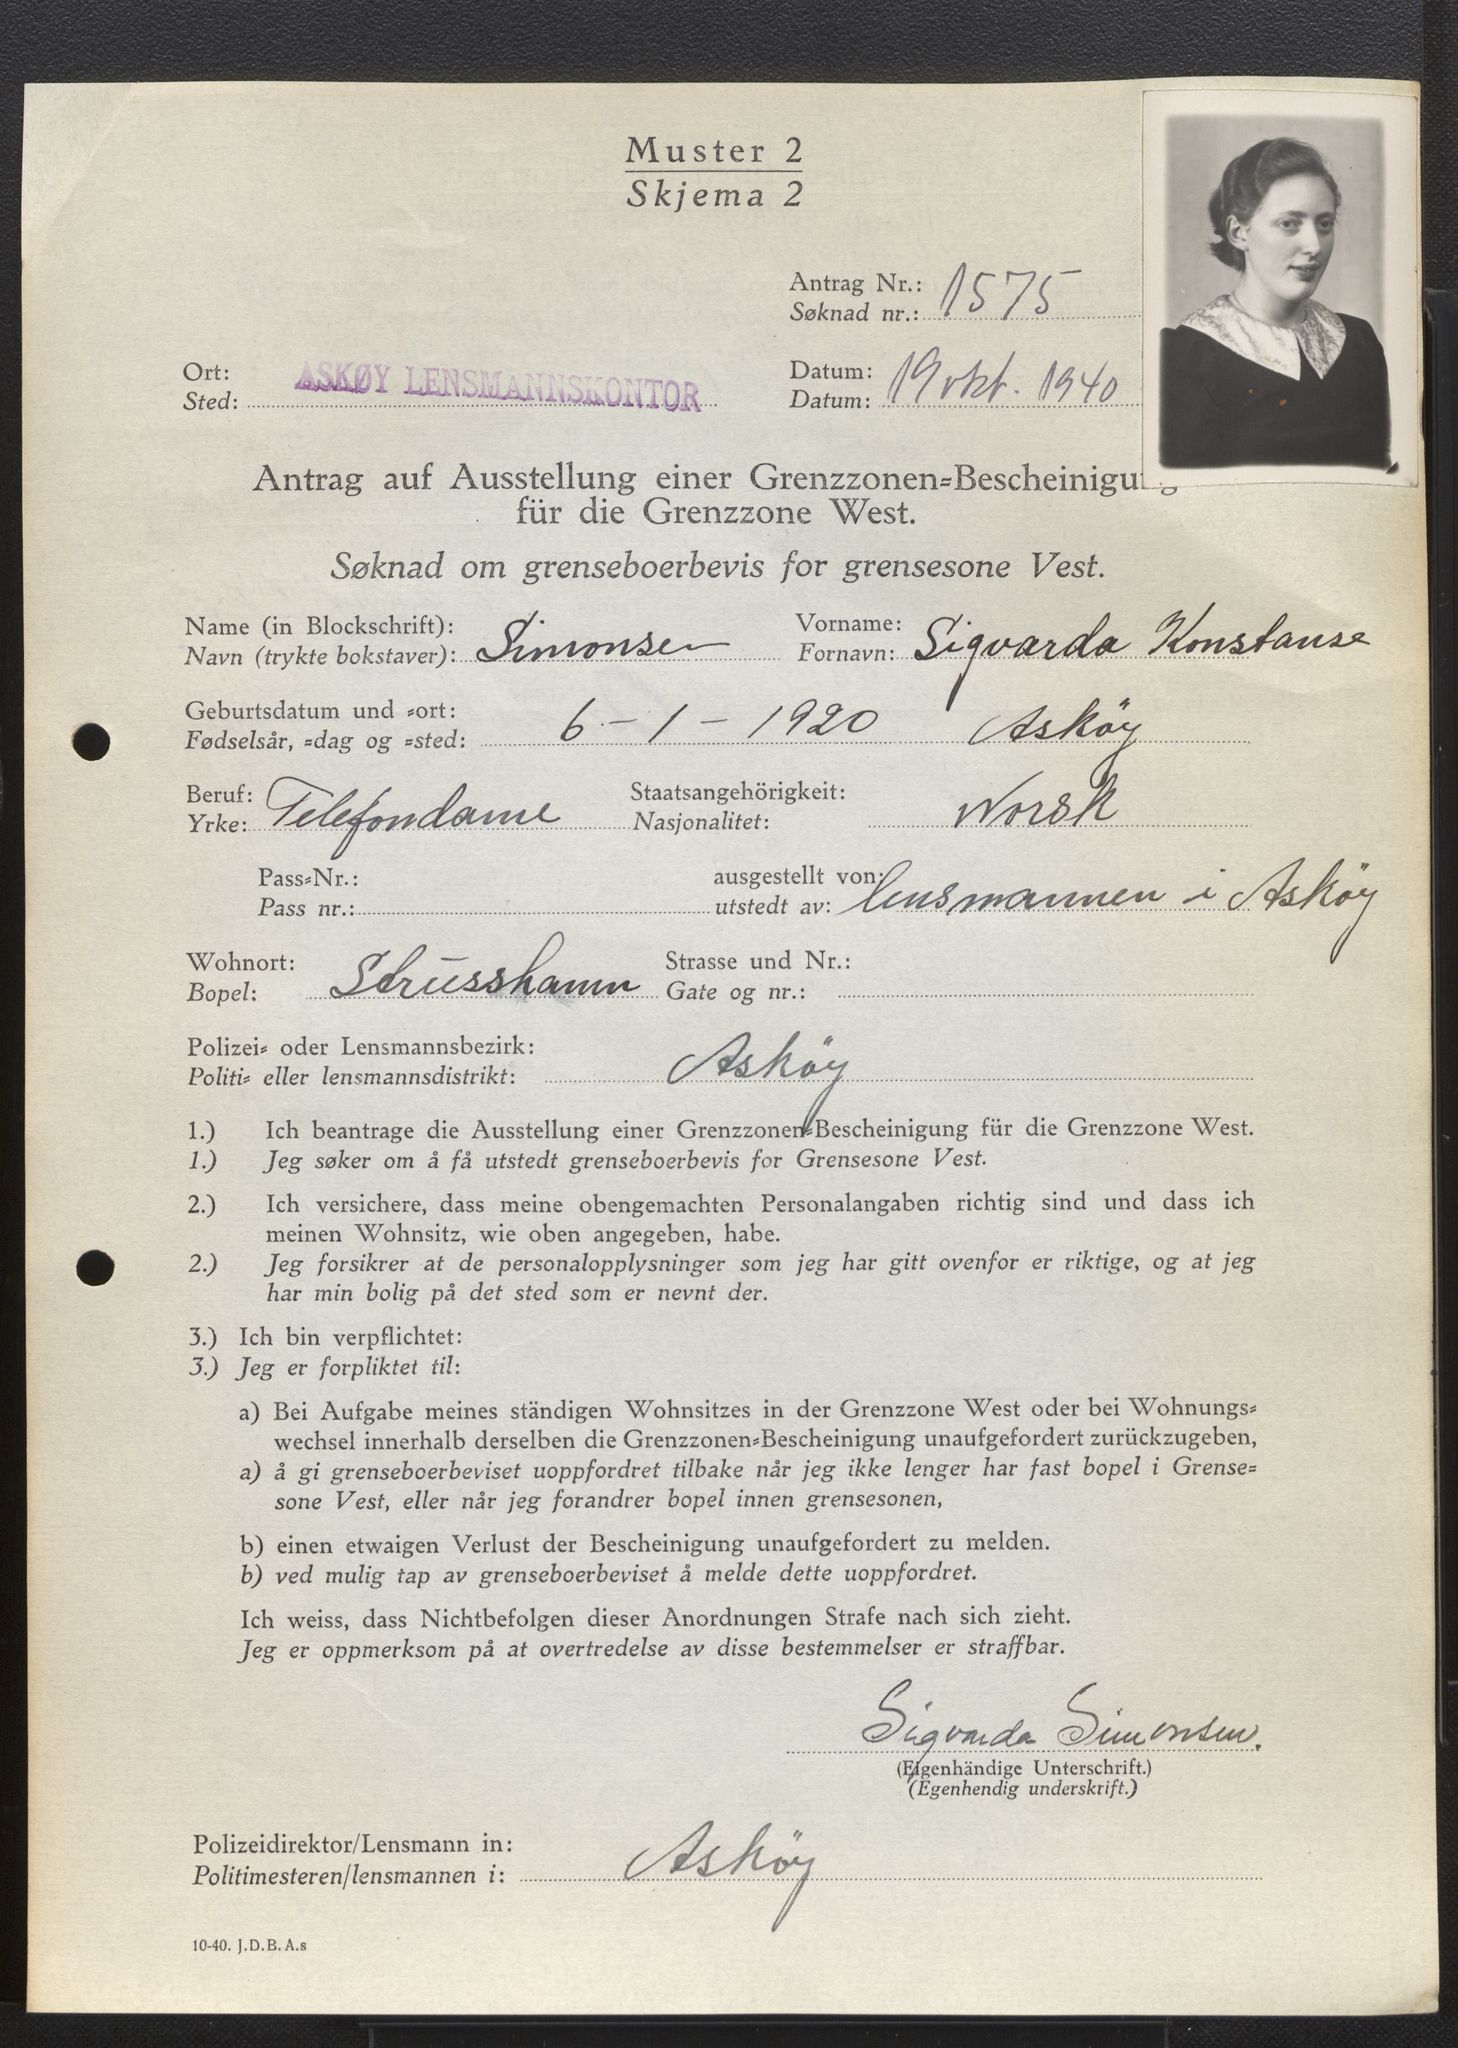 Muster 2
Skjema 2
Antrag Nr.:
Søknad nr.: 1575
Ort:
Sted: ASKØY LENSMANNSKONTOR
Datum:
Datum: 19 okt. 1940
Antrag auf Ausstellung einer Grenzzonen=Bescheinigung
für die Grenzzone West.
Søknad om grenseboerbevis for grensesone Vest.
Name (in Blockschrift):
Navn (trykte bokstaver): Simonsen
Vorname:
Fornavn: Sigvarda Konstanse
Geburtsdatum und =ort:
Fødselsår, =dag og =sted: 6 - 1 - 1920 Asköy
Beruf:
Yrke: Telefondame
Staatsangehörigkeit:
Nasjonalitet: Norsk
Pass=Nr.:
Pass nr.:
ausgestellt von:
utstedt av: lensmannen i Asköy
Wohnort:
Bopel: Strusshamn
Strasse und Nr.:
Gate og nr.:
Polizei= oder Lensmannsbezirk:
Politi= eller lensmannsdistrikt: Asköy
1.) Ich beantrage die Ausstellung einer Grenzzonen=Bescheinigung für die Grenzzone West.
1.) Jeg søker om å få utstedt grenseboerbevis for Grensesone Vest.
2.) Ich versichere, dass meine obengemachten Personalangaben richtig sind und dass ich
meinen Wohnsitz, wie oben angegeben, habe.
2.) Jeg forsikrer at de personalopplysninger som jeg har gitt ovenfor er riktige, og at jeg
har min bolig på det sted som er nevnt der.
3.) Ich bin verpflichtet:
3.) Jeg er forpliktet til:
a) Bei Aufgabe meines ständigen Wohnsitzes in der Grenzzone West oder bei Wohnungs=
wechsel innerhalb derselben die Grenzzonen=Bescheinigung unaufgefordert zurückzugeben,
a) å gi grenseboerbeviset uoppfordret tilbake når jeg ikke lenger har fast bopel i Grense=
sone Vest, eller når jeg forandrer bopel innen grensesonen,
b) einen etwaigen Verlust der Bescheinigung unaufgefordert zu melden.
b) ved mulig tap av grenseboerbeviset å melde dette uoppfordret.
Ich weiss, dass Nichtbefolgen dieser Anordnungen Strafe nach sich zieht.
Jeg er oppmerksom på at overtredelse av disse bestemmelser er straffbar.
Sigvarda Simonsen.
(Eigenhändige Unterschrift.)
(Egenhendig underskrift.)
Polizeidirektor/Lensmann in:
Politimesteren/lensmannen i: Asköy
10-40. J.D.B.A.s